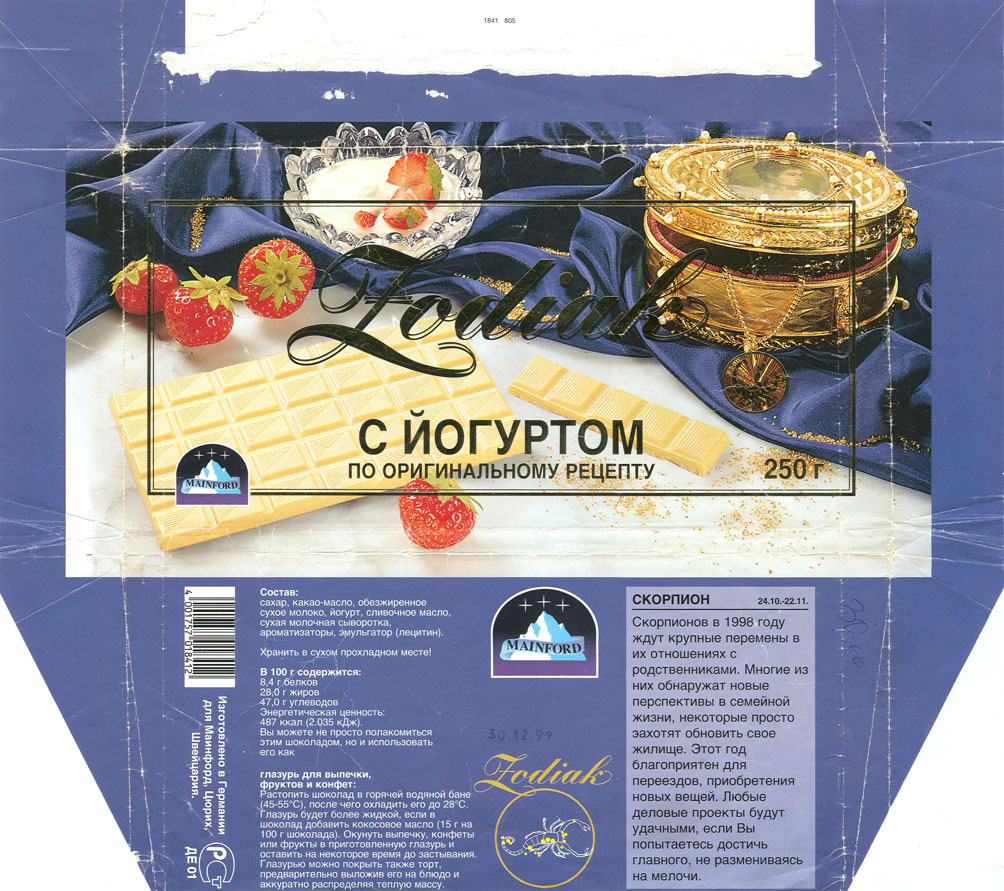 1841 805
Zodiak
С ЙОГУРТОМ
ПО ОРИГИНАЛЬНОМУ РЕЦЕПТУ
250 г
MAINFORD
4 001757 018412
Изготовлено в Германии
для Маинфорд, Цюрих,
Швейцария.
РСТ
ДЕ 01
Состав:
сахар, какао-масло, обезжиренное
сухое молоко, йогурт, сливочное масло,
сухая молочная сыворотка,
ароматизаторы, эмульгатор (лецитин).
Хранить в сухом прохладном месте!
В 100 г содержится:
8,4 г белков
28,0 г жиров
47,0 г углеводов
Энергетическая ценность:
487 ккал (2.035 кДж).
Вы можете не просто полакомиться
этим шоколадом, но и использовать
его как
глазурь для выпечки,
фруктов и конфет:
Растопить шоколад в горячей водяной бане
(45-55°C), после чего охладить его до 28°C.
Глазурь будет более жидкой, если в
шоколад добавить кокосовое масло (15 г на
100 г шоколада). Окунуть выпечку, конфеты
или фрукты в приготовленную глазурь и
оставить на некоторое время до застывания.
Глазурью можно покрыть также торт,
предварительно выложив его на блюдо и
аккуратно распределяя теплую массу.
MAINFORD
30.12.99
Zodiak
СКОРПИОН 24.10.-22.11.
Скорпионов в 1998 году
ждут крупные перемены в
их отношениях с
родственниками. Многие из
них обнаружат новые
перспективы в семейной
жизни, некоторые просто
эахотят обновить свое
жилище. Этот год
благоприятен для
переездов, приобретения
новых вещей. Любые
деловые проекты будут
удачными, если Вы
попытаетесь достичь
главного, не размениваясь
на мелочи.